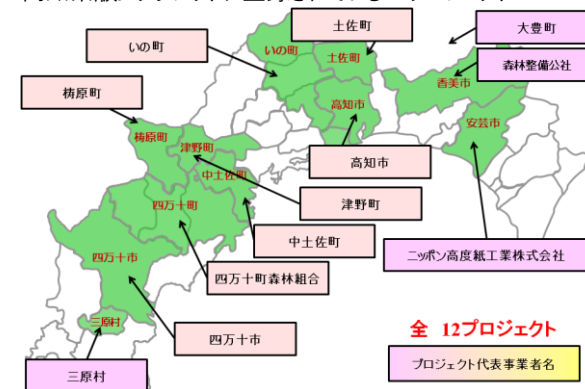 土佐町
大豊町
いの町
いの町
土佐町
森林整備公社
香美市
梼原町
高知市
安芸市
梼原町
津野町
高知市
中土佐町
津野町
四万十町
中土佐町
ニッポン高度紙工業株式会社
四万十市
四万十町森林組合
三原村
四万十市
全 12プロジェクト
プロジェクト代表事業者名
三原村